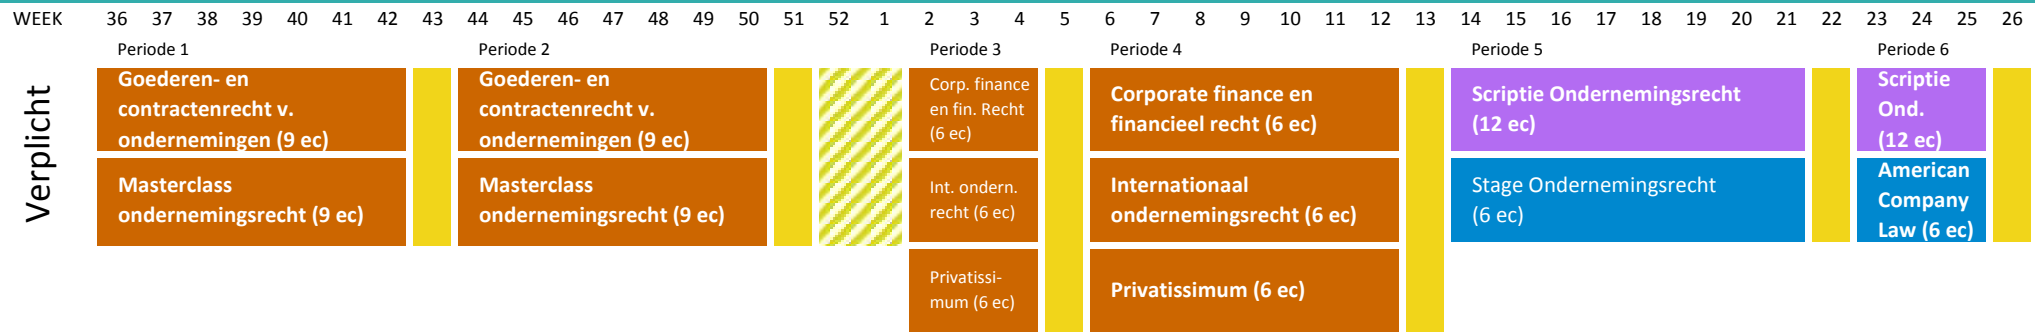 WEEK 36 37 38 39 40 41 42 43 44 45 46 47 48 49 50 51 52 1 2 3 4 5 6 7 8 9 10 11 12 13 14 15 16 17 18 19 20 21 22 23 24 25 26
Periode 1 Periode 2 Periode 3 Periode 4 Periode 5 Periode 6
Verplicht
Goederen- en
contractenrecht v.
ondernemingen (9 ec)
Goederen- en
contractenrecht v.
ondernemingen (9 ec)
Corp. finance
en fin. Recht
(6 ec)
Corporate finance en
financieel recht (6 ec)
Scriptie Ondernemingsrecht
(12 ec)
Scriptie
Ond.
(12 ec)
Masterclass
ondernemingsrecht (9 ec)
Masterclass
ondernemingsrecht (9 ec)
Int. ondern.
recht (6 ec)
Internationaal
ondernemingsrecht (6 ec)
Stage Ondernemingsrecht
(6 ec)
American
Company
Law (6 ec)
Privatissi-
mum (6 ec)
Privatissimum (6 ec)